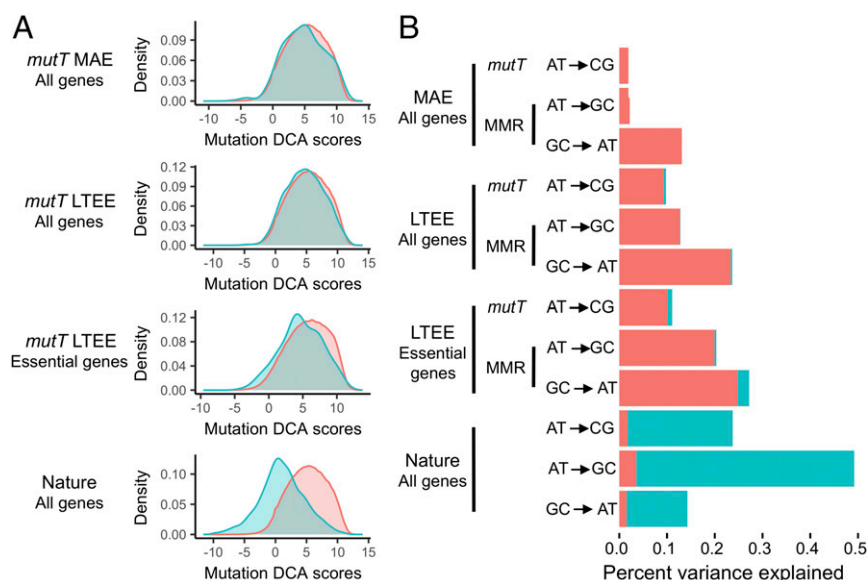 A
mutT MAE
All genes
Density
0.09
0.06
0.03
0.00
-10 -5 0 5 10 15
Mutation DCA scores
mutT LTEE
All genes
Density
0.12
0.09
0.06
0.03
0.00
-10 -5 0 5 10 15
Mutation DCA scores
mutT LTEE
Essential genes
Density
0.12
0.08
0.04
0.00
-10 -5 0 5 10 15
Mutation DCA scores
Nature
All genes
Density
0.10
0.05
0.00
-10 -5 0 5 10 15
Mutation DCA scores
B
MAE
All genes
mutT
AT→CG
MMR
AT→GC
GC→AT
LTEE
All genes
mutT
AT→CG
MMR
AT→GC
GC→AT
LTEE
Essential
genes
mutT
AT→CG
MMR
AT→GC
GC→AT
Nature
All genes
AT→CG
AT→GC
GC→AT
0.0 0.1 0.2 0.3 0.4 0.5
Percent variance explained